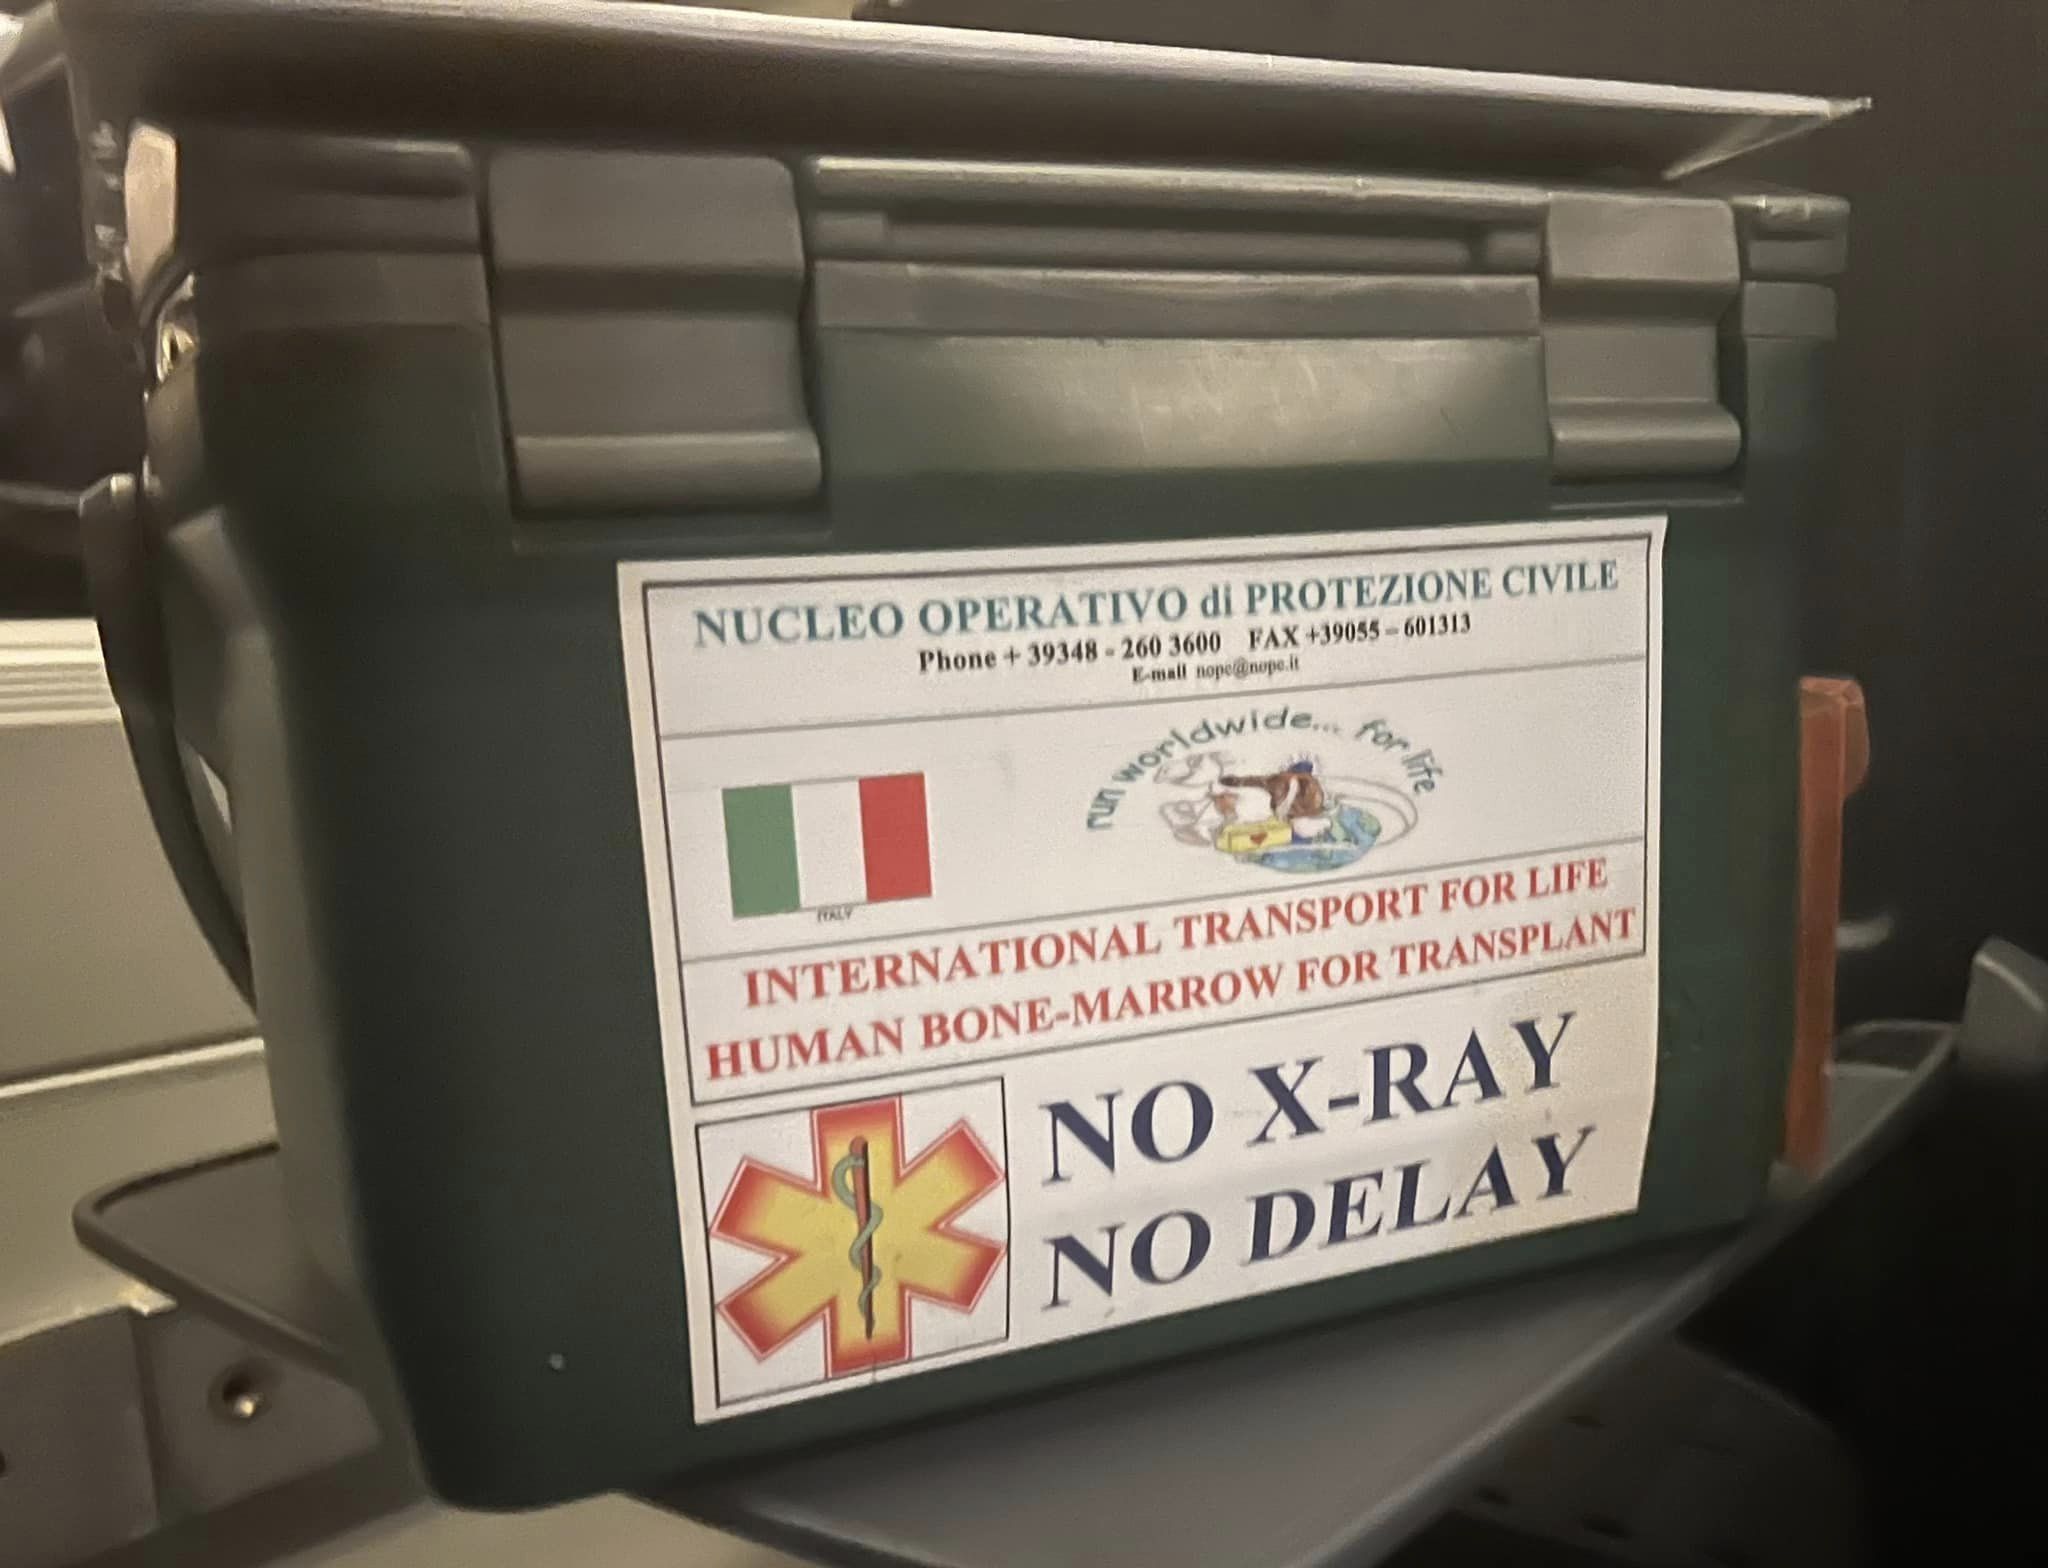 NUCLEO OPERATIVO di PROTEZIONE CIVILE
Phone + 39348 - 260 3600 FAX +39055 - 601313
E-mail nopc@nopc.it
run worldwide... for life
ITALY
INTERNATIONAL TRANSPORT FOR LIFE
HUMAN BONE-MARROW FOR TRANSPLANT
NO X-RAY
NO DELAY